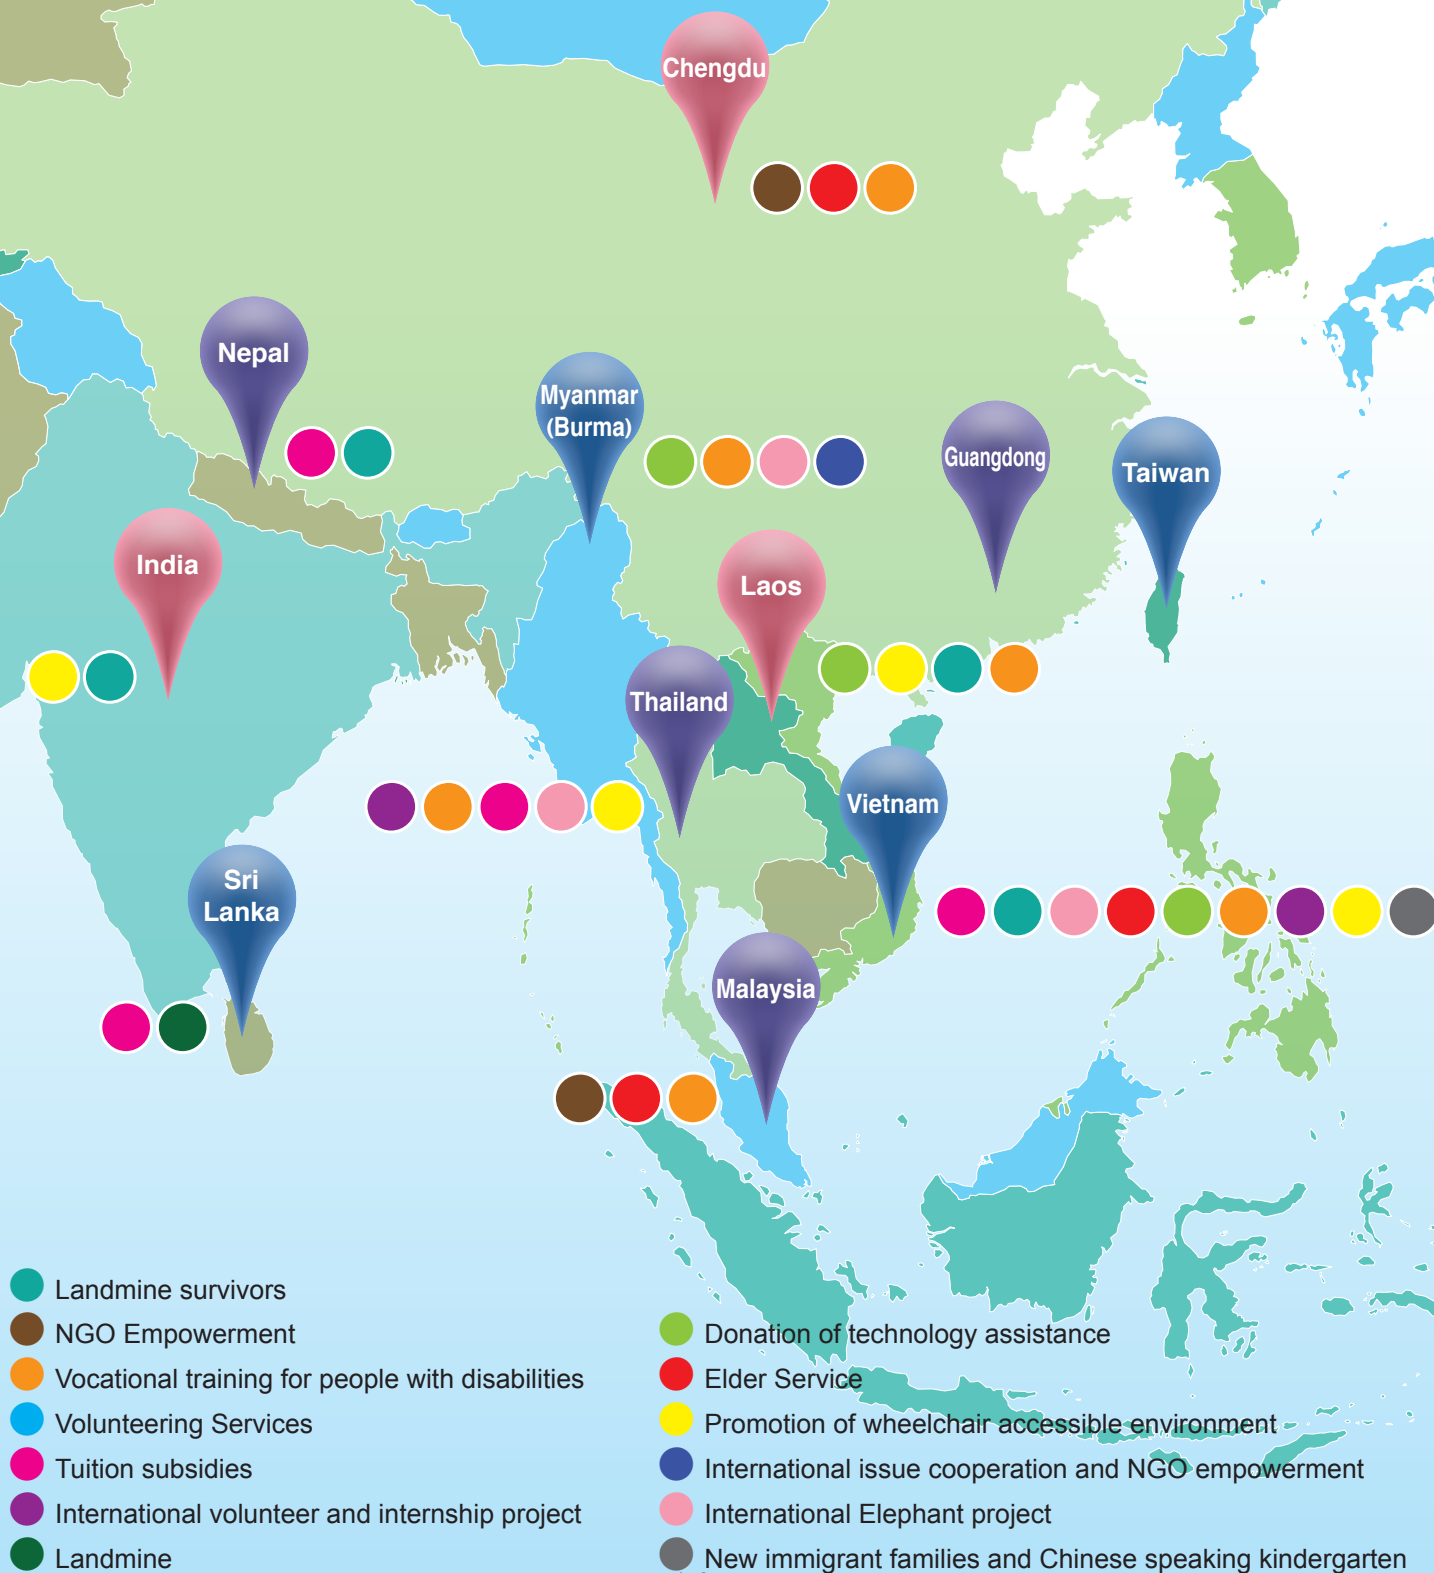 Chengdu
Nepal
Myanmar
(Burma)
Guangdong
Taiwan
India
Laos
Thailand
Vietnam
Sri
Lanka
Malaysia
Landmine survivors
NGO Empowerment
Vocational training for people with disabilities
Volunteering Services
Tuition subsidies
International volunteer and internship project
Landmine
Donation of technology assistance
Elder Service
Promotion of wheelchair accessible environment
International issue cooperation and NGO empowerment
International Elephant project
New immigrant families and Chinese speaking kindergarten